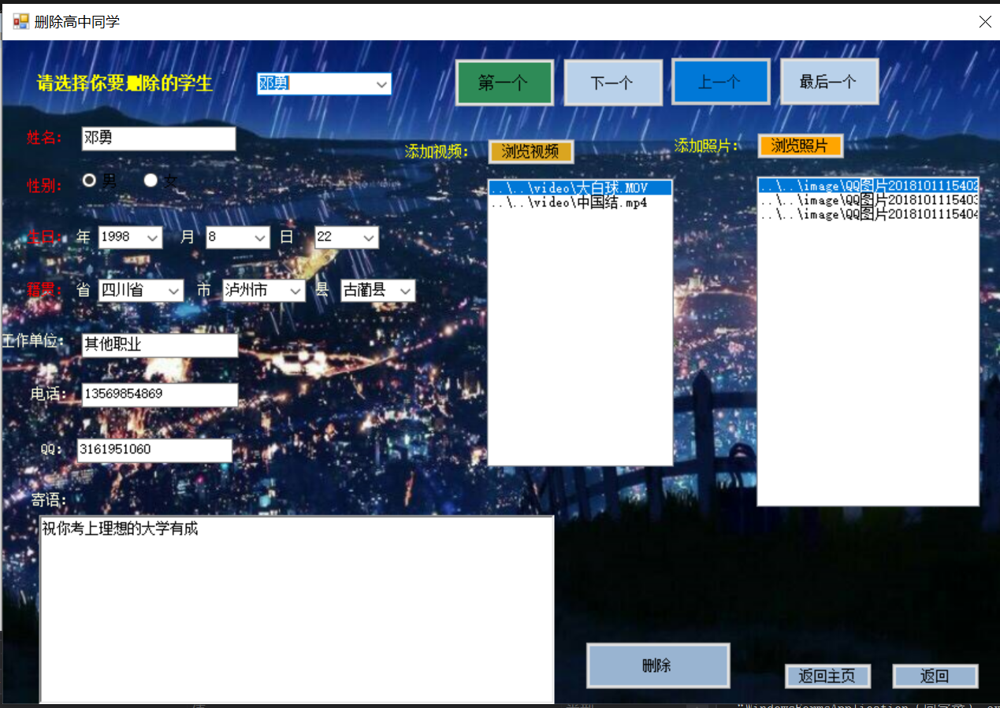 删除高中同学
请选择你要删除的学生 邓勇 第一个 下一个 上一个 最后一个
姓名： 邓勇
添加视频： 浏览视频 添加照片： 浏览照片
性别： 男 女
..\..\video\大白球.MOV
..\..\video\中国结.mp4
..\..\image\QQ图片2018101115402
..\..\image\QQ图片2018101115403
..\..\image\QQ图片2018101115404
生日： 年 1998 月 8 日 22
籍贯： 省 四川省 市 泸州市 县 古蔺县
工作单位： 其他职业
电话： 13569854869
QQ： 3161951060
寄语：
祝你考上理想的大学有成
删除 返回主页 返回